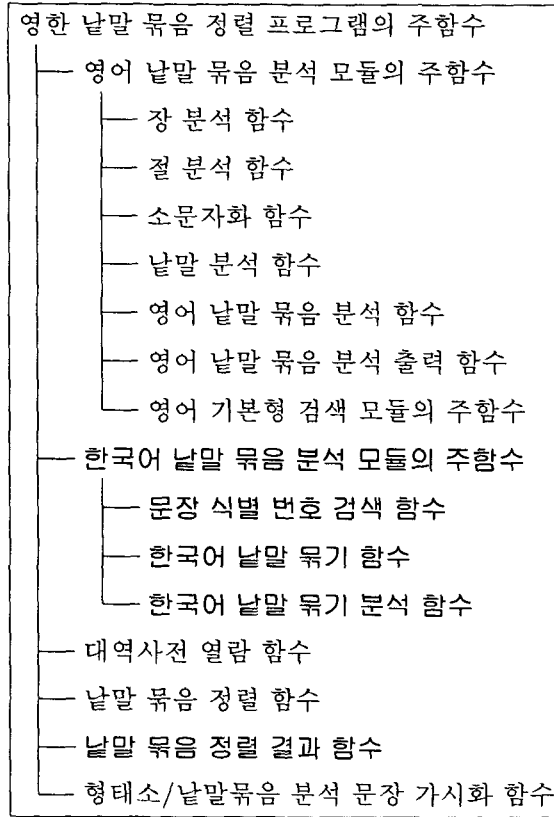 영한 낱말 묶음 정렬 프로그램의 주함수
영어 낱말 묶음 분석 모듈의 주함수
장 분석 함수
절 분석 함수
소문자화 함수
낱말 분석 함수
영어 낱말 묶음 분석 함수
영어 낱말 묶음 분석 출력 함수
영어 기본형 검색 모듈의 주함수
한국어 낱말 묶음 분석 모듈의 주함수
문장 식별 번호 검색 함수
한국어 낱말 묶기 함수
한국어 낱말 묶기 분석 함수
대역사전 열람 함수
낱말 묶음 정렬 함수
낱말 묶음 정렬 결과 함수
형태소/낱말묶음 분석 문장 가시화 함수